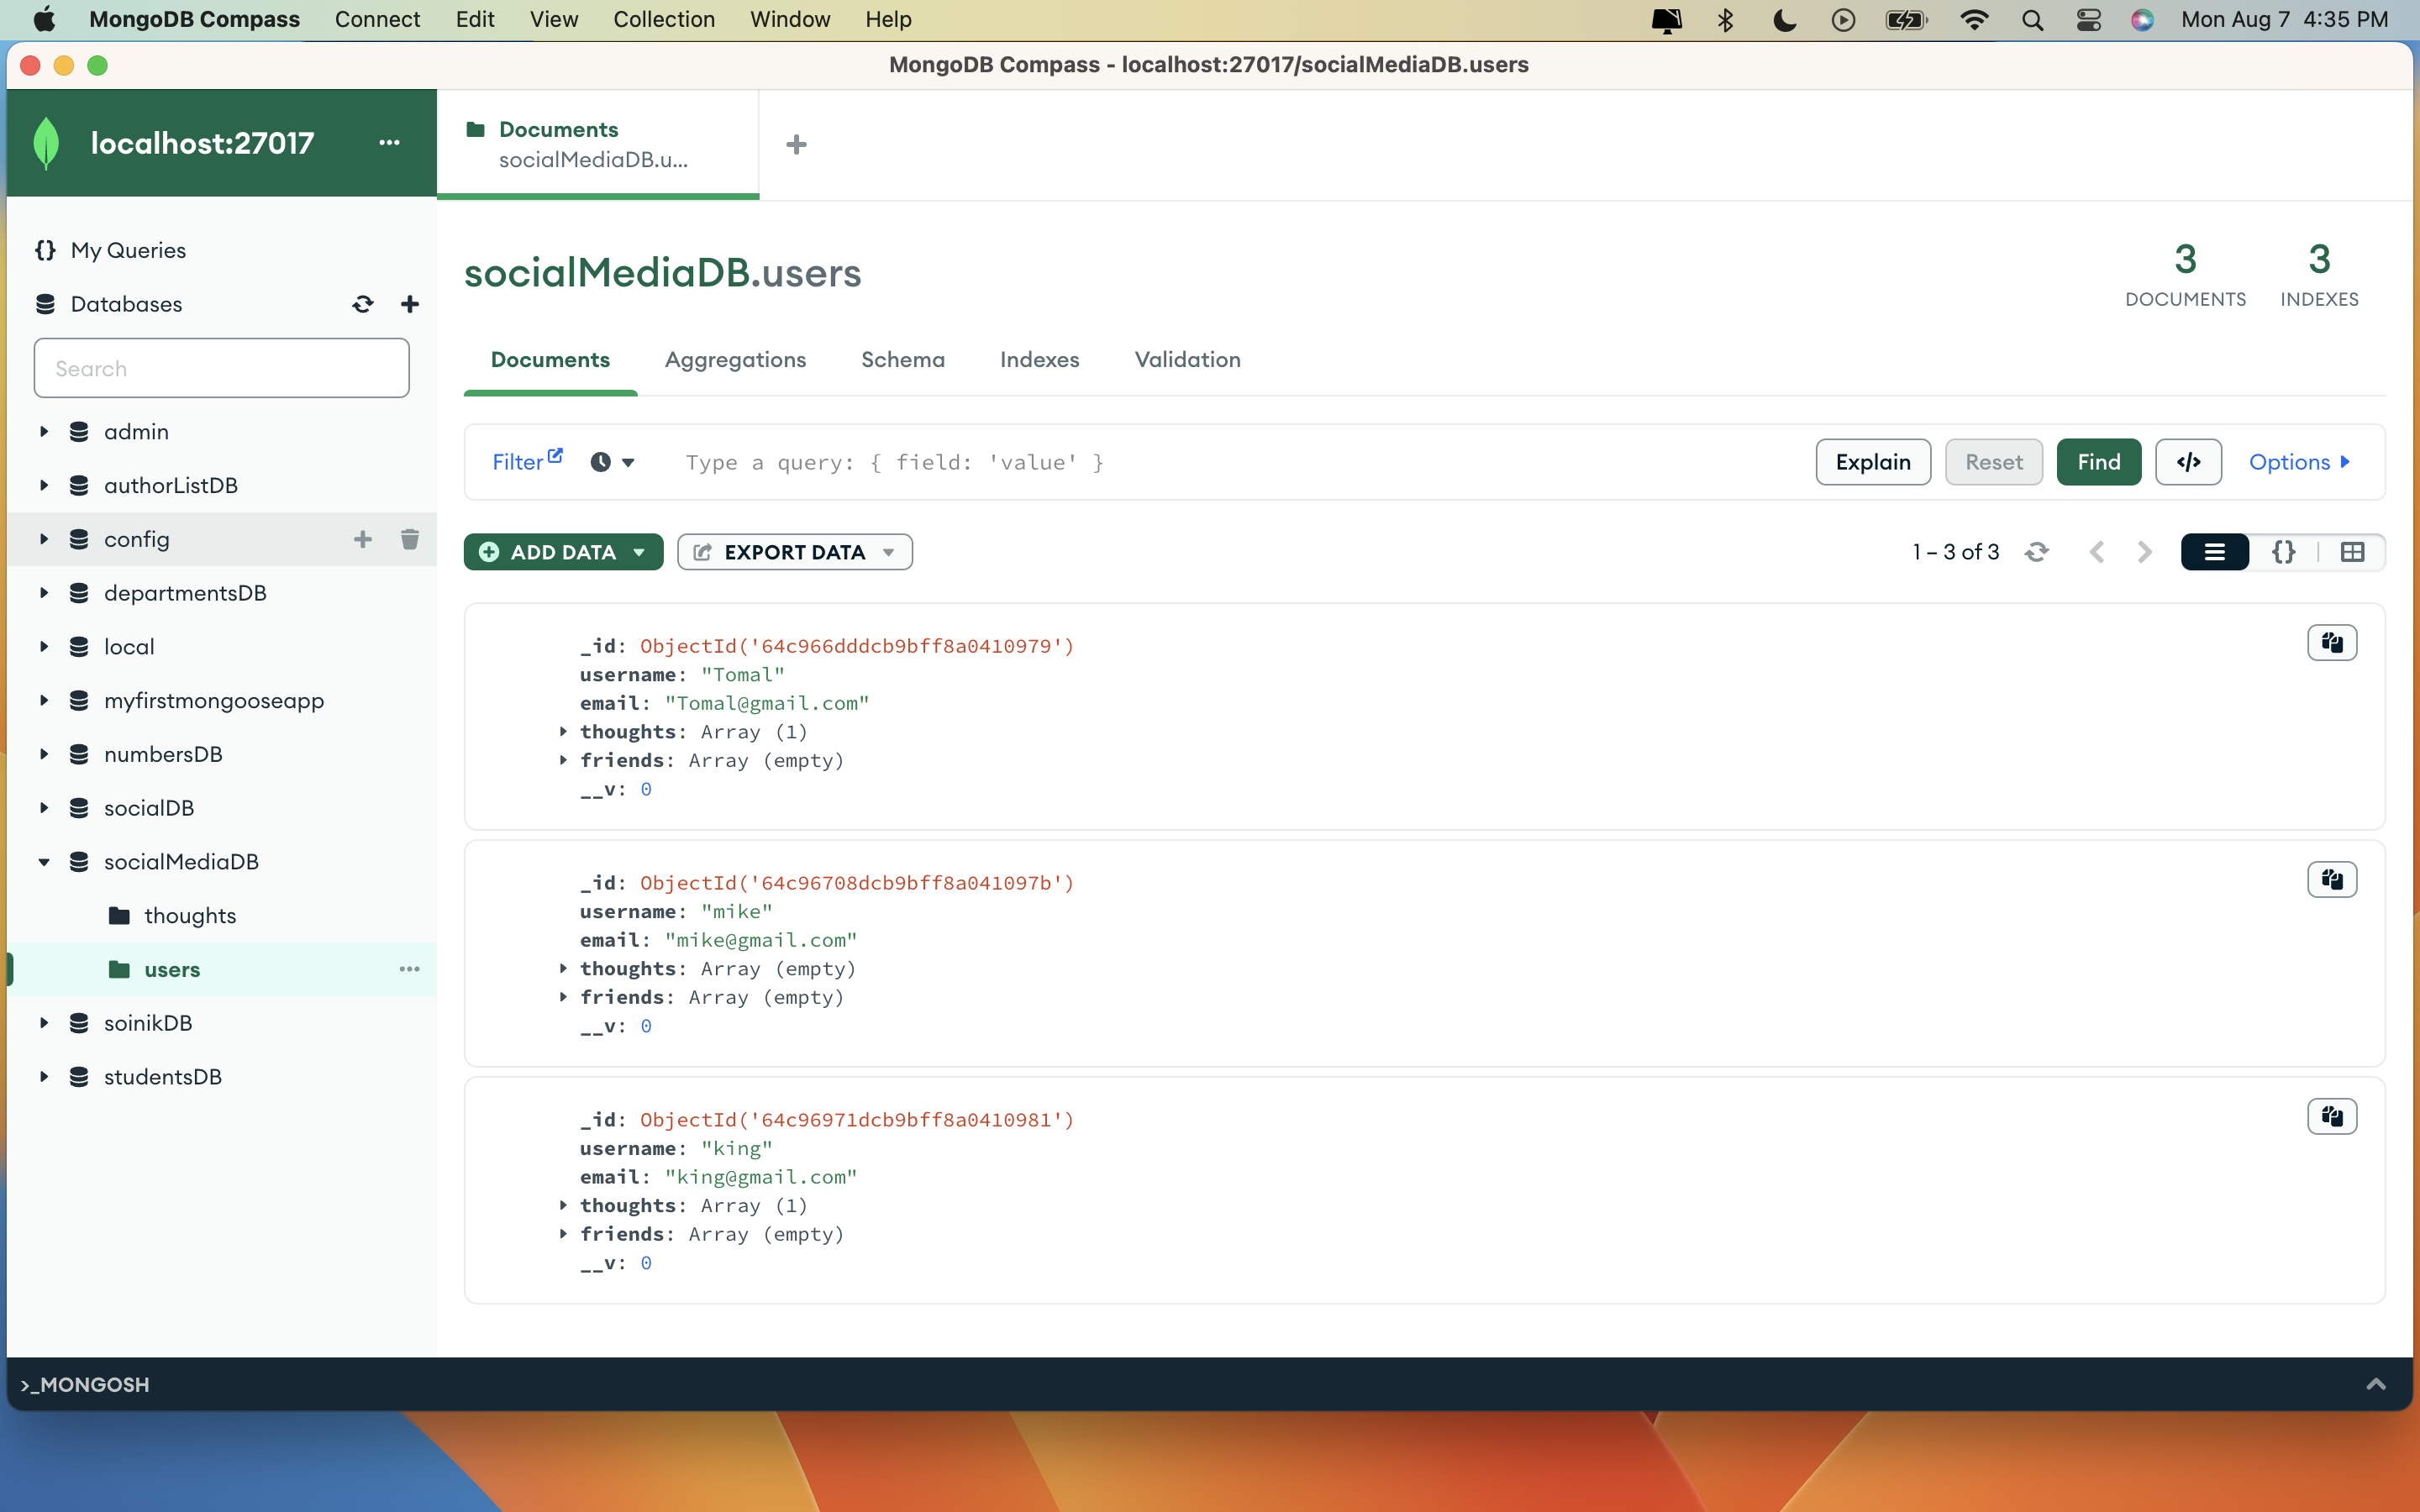 MongoDB Compass Connect Edit View Collection Window Help Mon Aug 7 4:35 PM
MongoDB Compass - localhost:27017/socialMediaDB.users
localhost:27017 ...
My Queries
Databases
Search
admin
authorListDB
config
departmentsDB
local
myfirstmongooseapp
numbersDB
socialDB
socialMediaDB
thoughts
users ...
soinikDB
studentsDB
Documents
socialMediaDB.u...
socialMediaDB.users
3
DOCUMENTS
3
INDEXES
Documents Aggregations Schema Indexes Validation
Filter Type a query: { field: 'value' } Explain Reset Find </> Options
ADD DATA EXPORT DATA 1 – 3 of 3 {}
_id: ObjectId('64c966dddcb9bff8a0410979')
username: "Tomal"
email: "Tomal@gmail.com"
thoughts: Array (1)
friends: Array (empty)
__v: 0
_id: ObjectId('64c96708dcb9bff8a041097b')
username: "mike"
email: "mike@gmail.com"
thoughts: Array (empty)
friends: Array (empty)
__v: 0
_id: ObjectId('64c96971dcb9bff8a0410981')
username: "king"
email: "king@gmail.com"
thoughts: Array (1)
friends: Array (empty)
__v: 0
>_MONGOSH